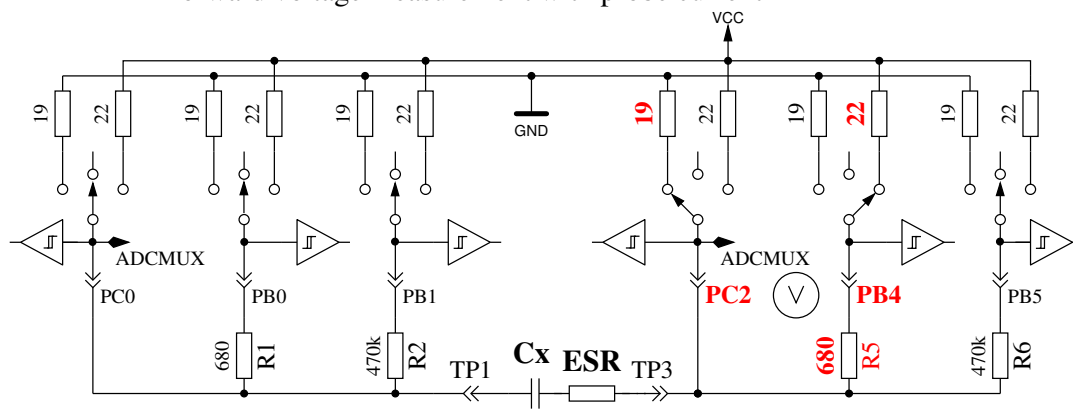 VCC
19 22 19 22 19 22 GND 19 22 19 22 19 22
ADCMUX ADCMUX
PC0 PB0 PB1 PC2 V PB4 PB5
680 R1 470k R2 680 R5 470k R6
TP1 Cx ESR TP3